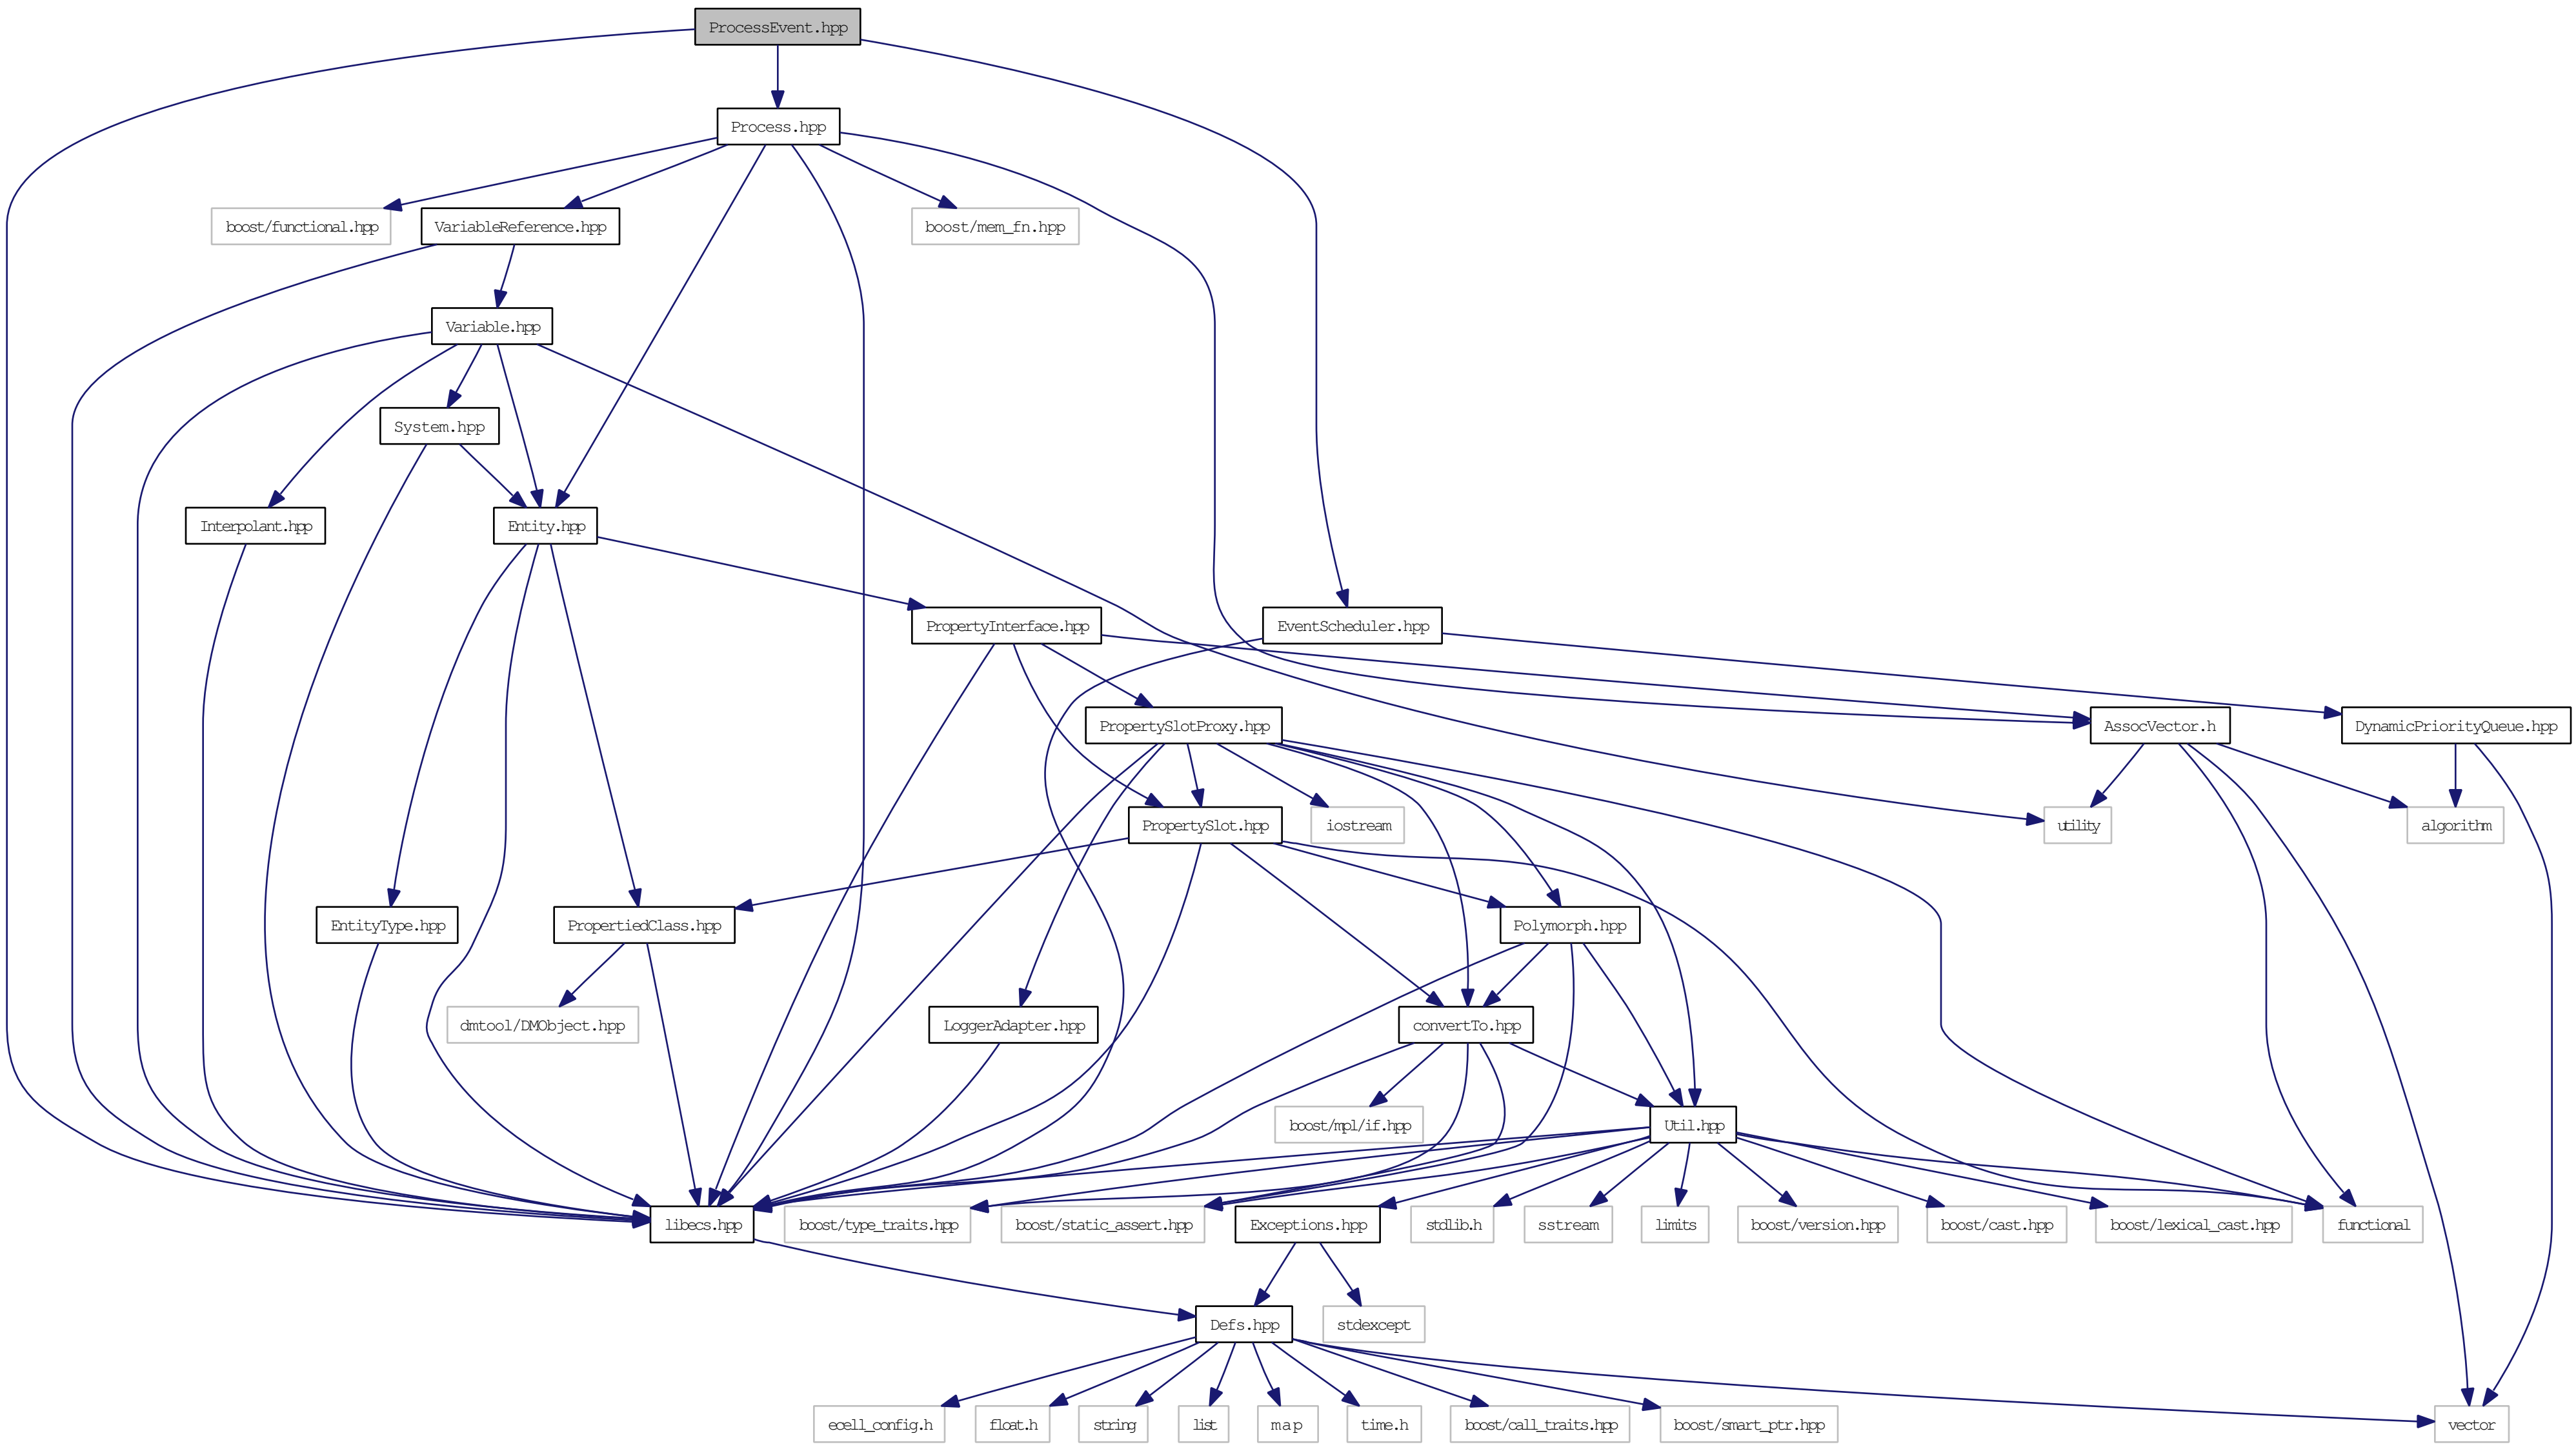 ProcessEvent.hpp
Process.hpp
boost/functional.hpp
VariableReference.hpp
boost/mem_fn.hpp
Variable.hpp
System.hpp
Interpolant.hpp
Entity.hpp
PropertyInterface.hpp
EventScheduler.hpp
PropertySlotProxy.hpp
AssocVector.h
DynamicPriorityQueue.hpp
PropertySlot.hpp
iostream
utility
algorithm
EntityType.hpp
PropertiedClass.hpp
Polymorph.hpp
dmtool/DMObject.hpp
LoggerAdapter.hpp
convertTo.hpp
boost/mpl/if.hpp
Util.hpp
libecs.hpp
boost/type_traits.hpp
boost/static_assert.hpp
Exceptions.hpp
stdlib.h
sstream
limits
boost/version.hpp
boost/cast.hpp
boost/lexical_cast.hpp
functional
Defs.hpp
stdexcept
ecell_config.h
float.h
string
list
map
time.h
boost/call_traits.hpp
boost/smart_ptr.hpp
vector